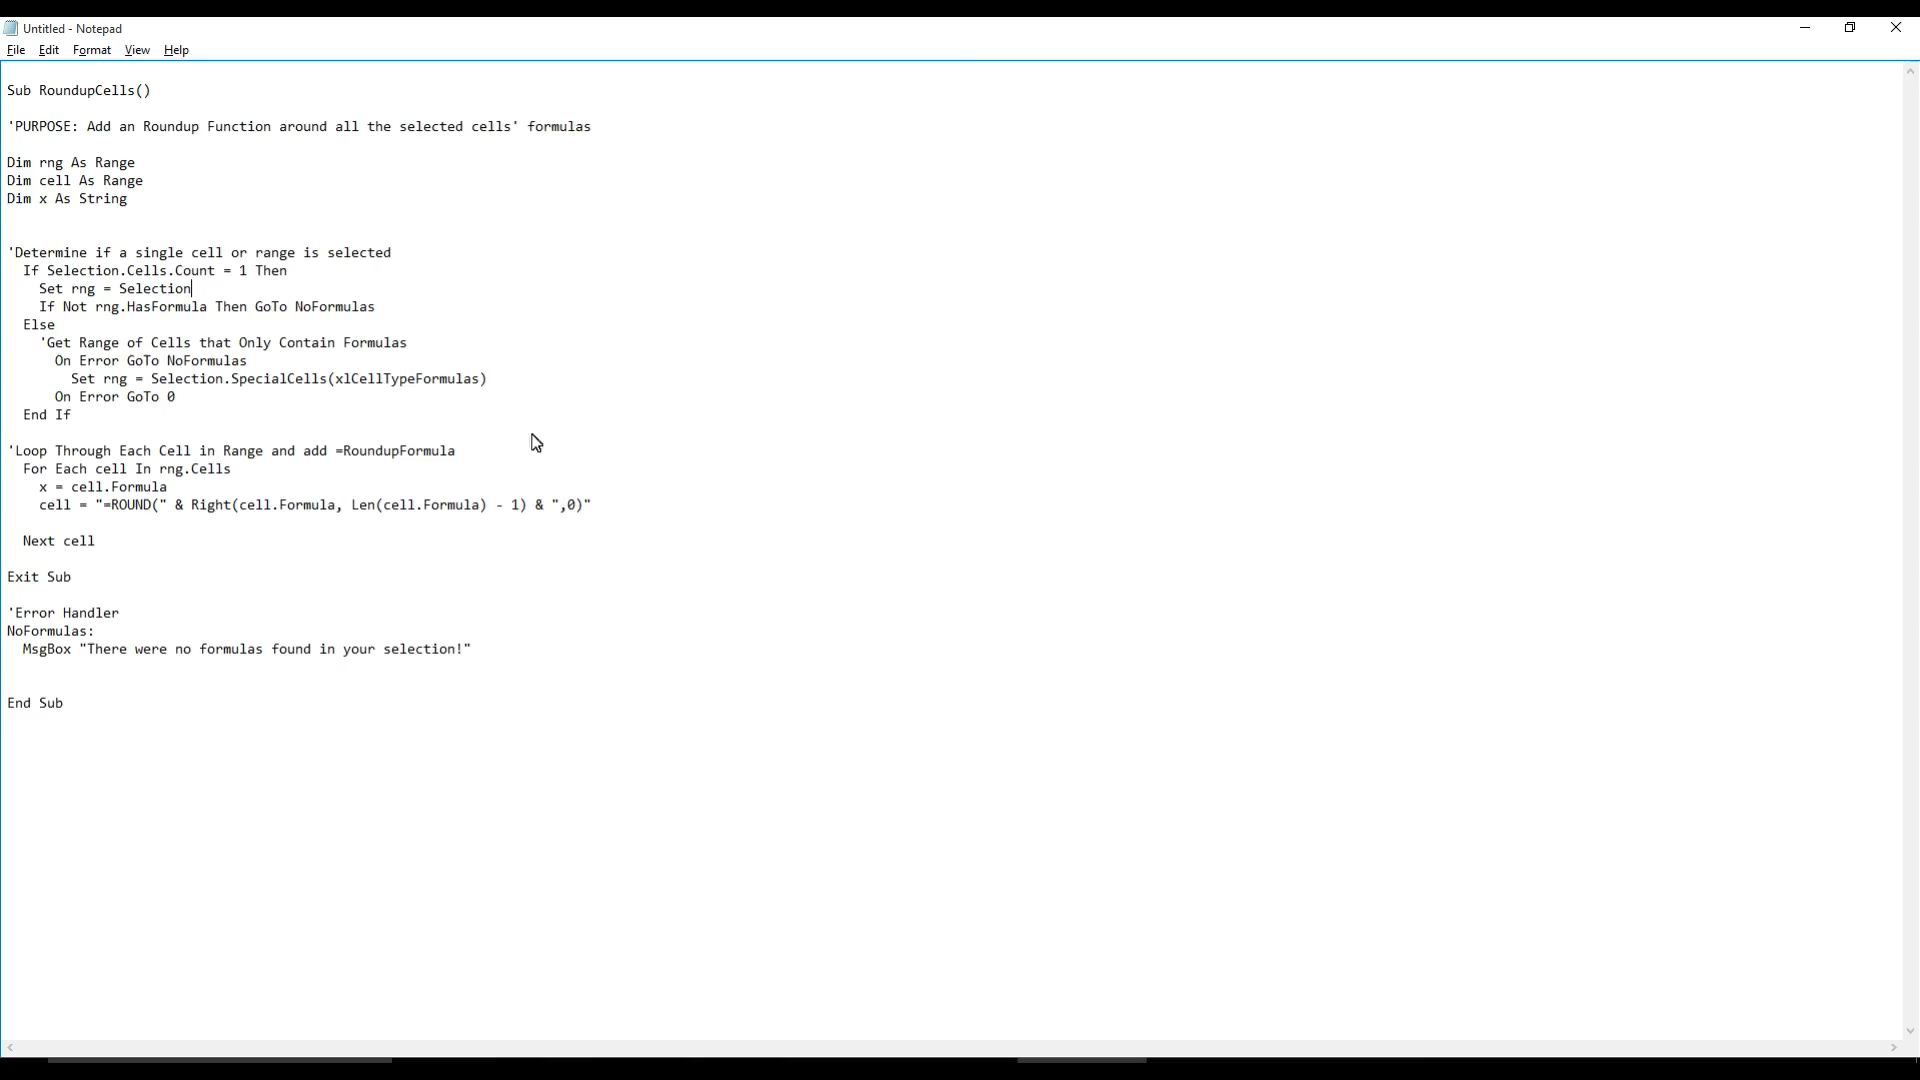 Untitled - Notepad
File Edit Format View Help
Sub RoundupCells()
'PURPOSE: Add an Roundup Function around all the selected cells' formulas
Dim rng As Range
Dim cell As Range
Dim x As String
'Determine if a single cell or range is selected
If Selection.Cells.Count = 1 Then
Set rng = Selection
If Not rng.HasFormula Then GoTo NoFormulas
Else
'Get Range of Cells that Only Contain Formulas
On Error GoTo NoFormulas
Set rng = Selection.SpecialCells(xlCellTypeFormulas)
On Error GoTo 0
End If
'Loop Through Each Cell in Range and add =RoundupFormula
For Each cell In rng.Cells
x = cell.Formula
cell = "=ROUND(" & Right(cell.Formula, Len(cell.Formula) - 1) & ",0)"
Next cell
Exit Sub
'Error Handler
NoFormulas:
MsgBox "There were no formulas found in your selection!"
End Sub